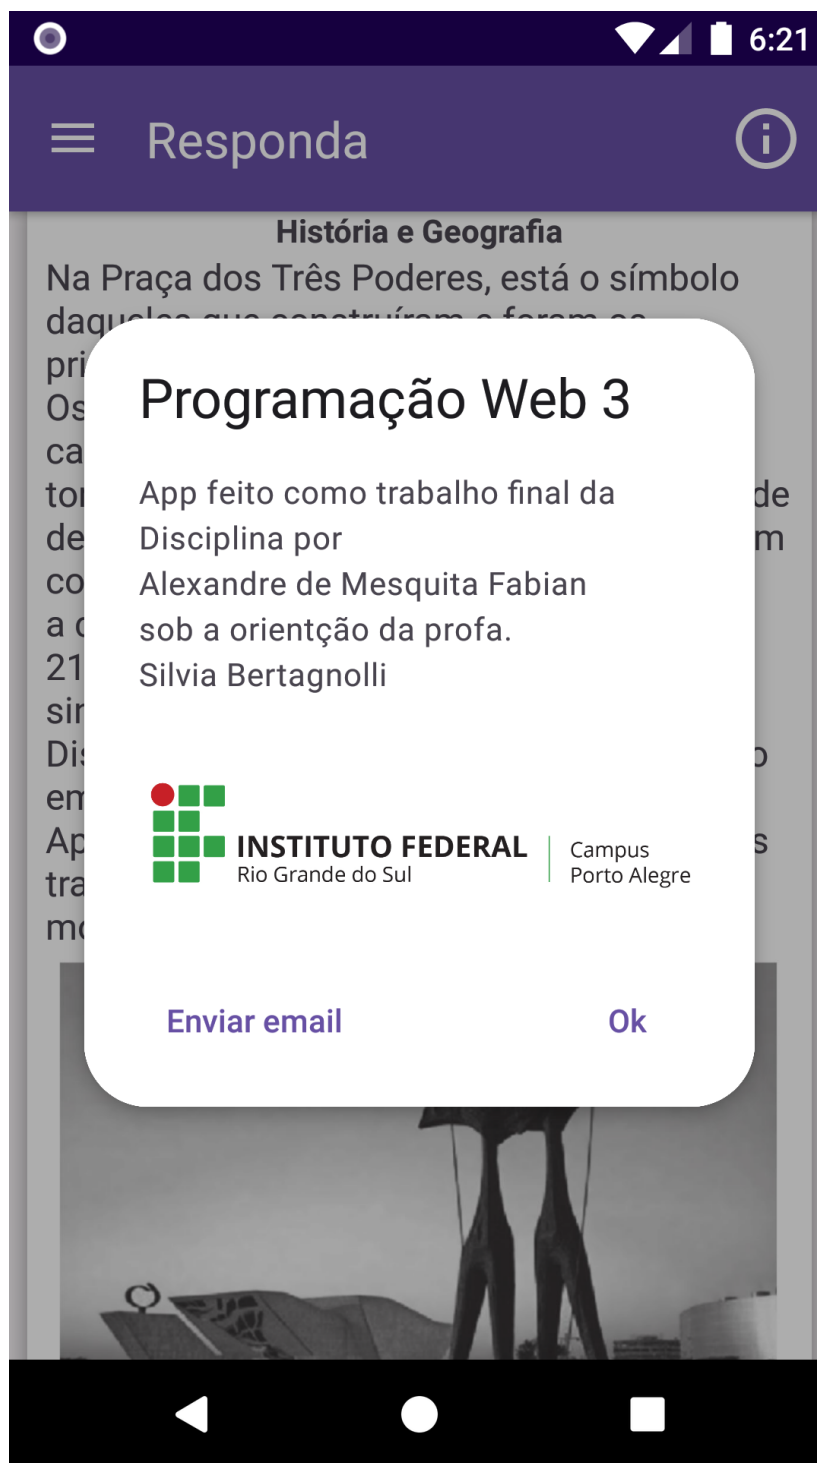 6:21
Responda
História e Geografia
Na Praça dos Três Poderes, está o símbolo
Programação Web 3
App feito como trabalho final da
Disciplina por
Alexandre de Mesquita Fabian
sob a orientção da profa.
Silvia Bertagnolli
INSTITUTO FEDERAL
Rio Grande do Sul
Campus
Porto Alegre
Enviar email
Ok